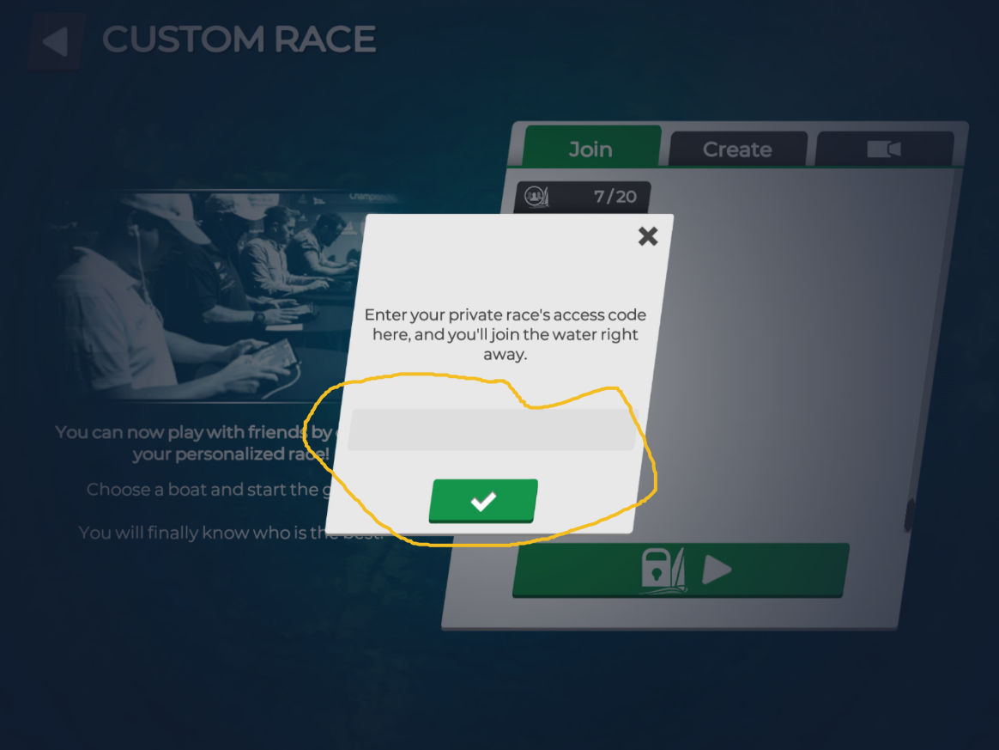 CUSTOM RACE
Join
Create
7/20
Championship
Enter your private race's access code
here, and you'll join the water right
away.
You can now play with friends by
your personalized race!
Choose a boat and start the
You will finally know who is the best.